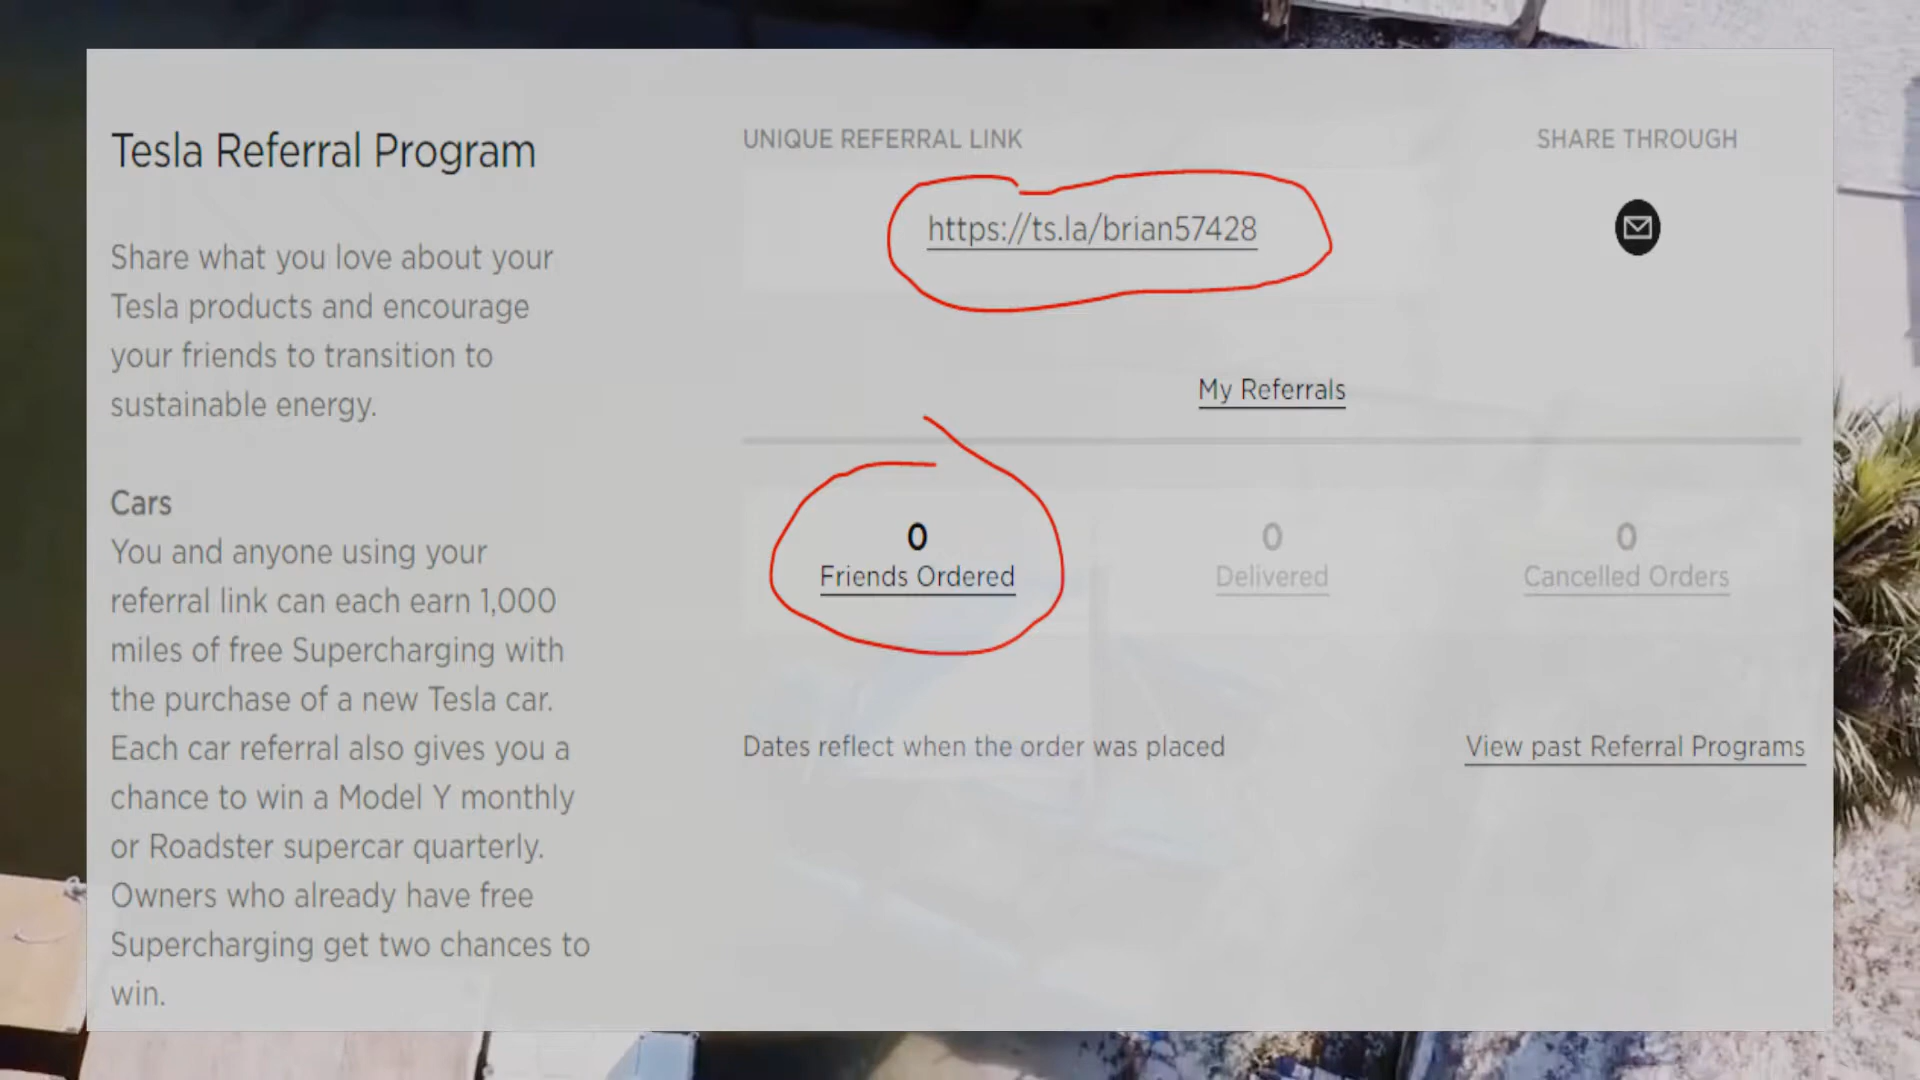 Tesla Referral Program
Share what you love about your
Tesla products and encourage
your friends to transition to
sustainable energy.
Cars
You and anyone using your
referral link can each earn 1,000
miles of free Supercharging with
the purchase of a new Tesla car.
Each car referral also gives you a
chance to win a Model Y monthly
or Roadster supercar quarterly.
Owners who already have free
Supercharging get two chances to
win.
UNIQUE REFERRAL LINK
https://ts.la/brian57428
SHARE THROUGH
My Referrals
0
Friends Ordered
0
Delivered
0
Cancelled Orders
Dates reflect when the order was placed
View past Referral Programs